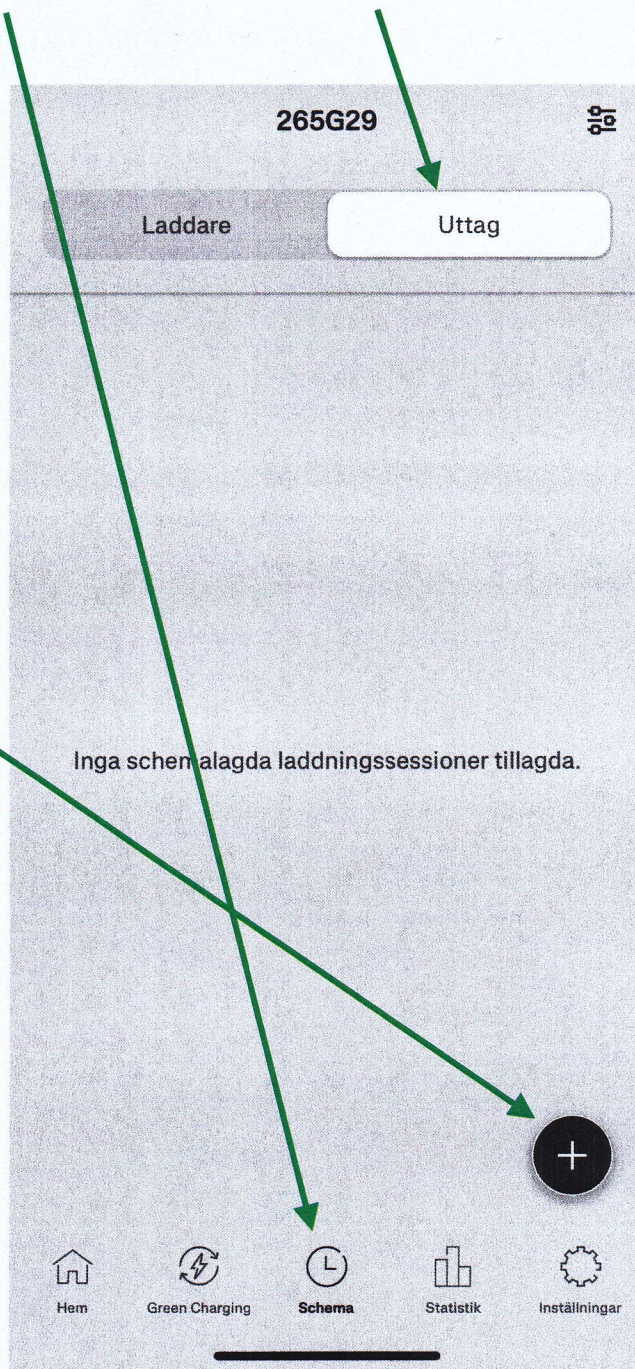 265G29
Laddare
Uttag
Inga schemalagda laddningssessioner tillagda.
Hem
Green Charging
Schema
Statistik
Inställningar